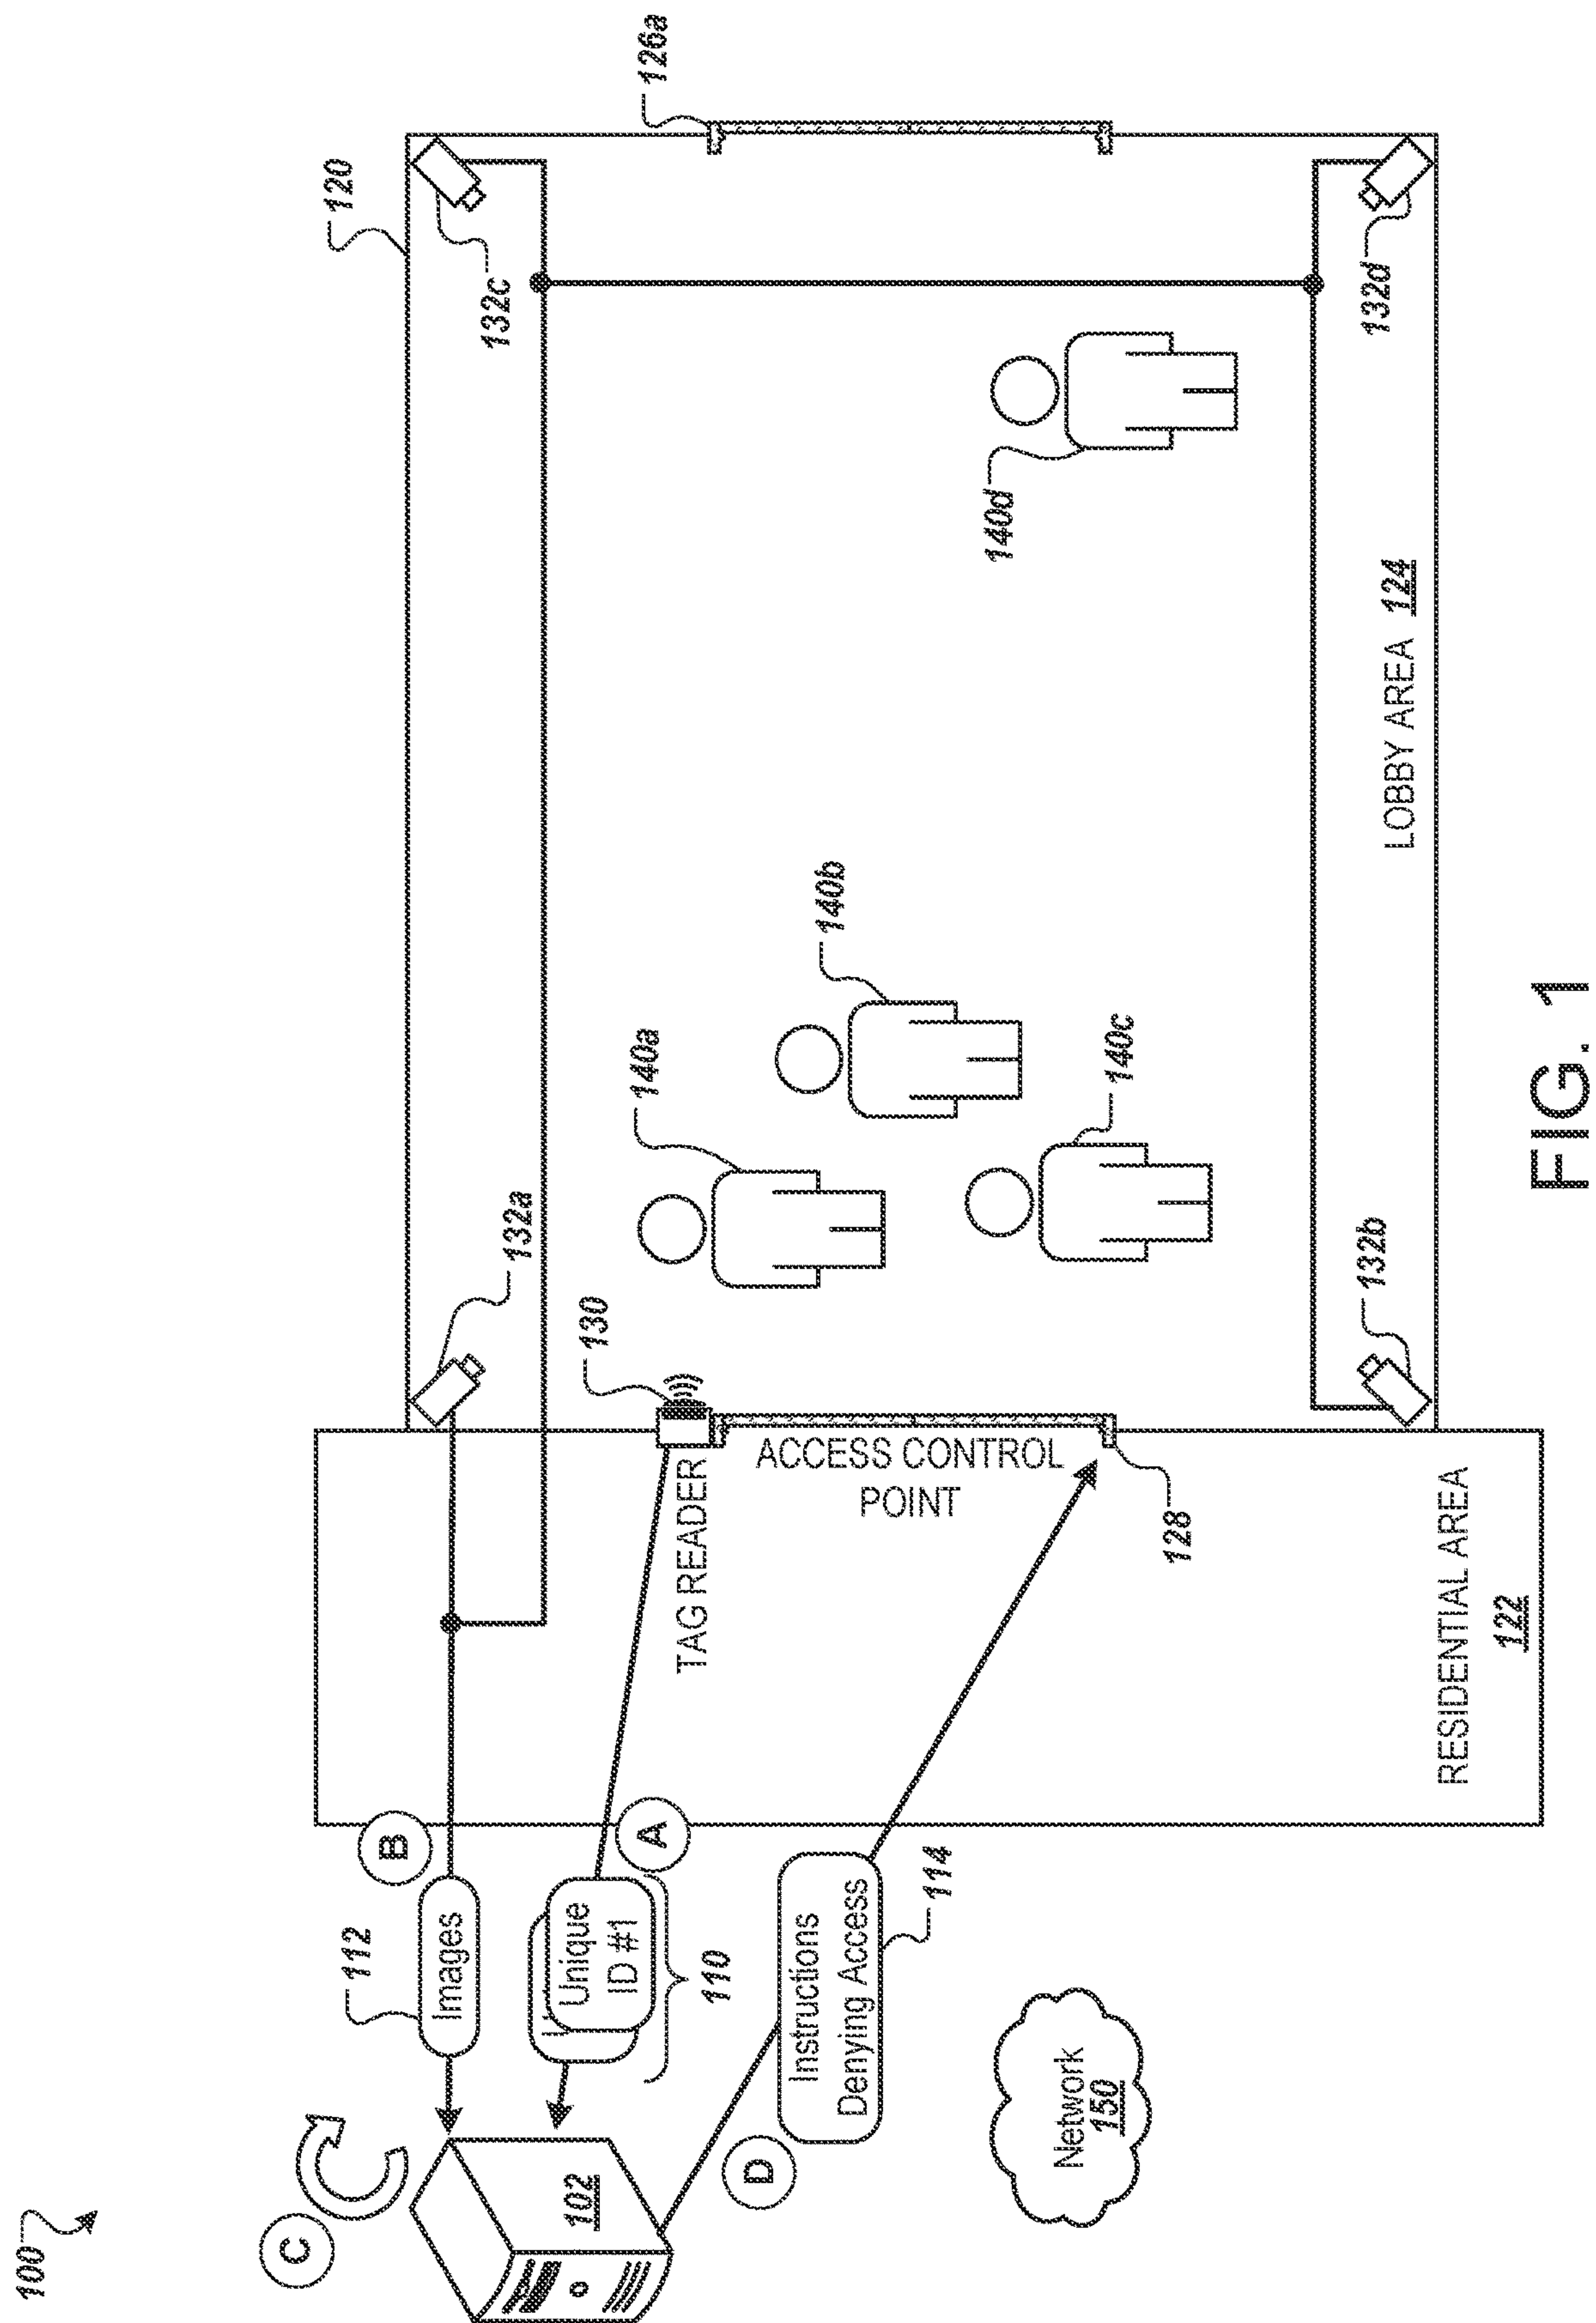 100
C
102
112
Images
B
Unique
ID #1
110
A
D
Instructions
Denying Access
114
Network
150
TAG READER
ACCESS CONTROL
POINT
128
RESIDENTIAL AREA
122
130
132a
132b
140a
140b
140c
140d
LOBBY AREA 124
120
132c
132d
126a
FIG. 1